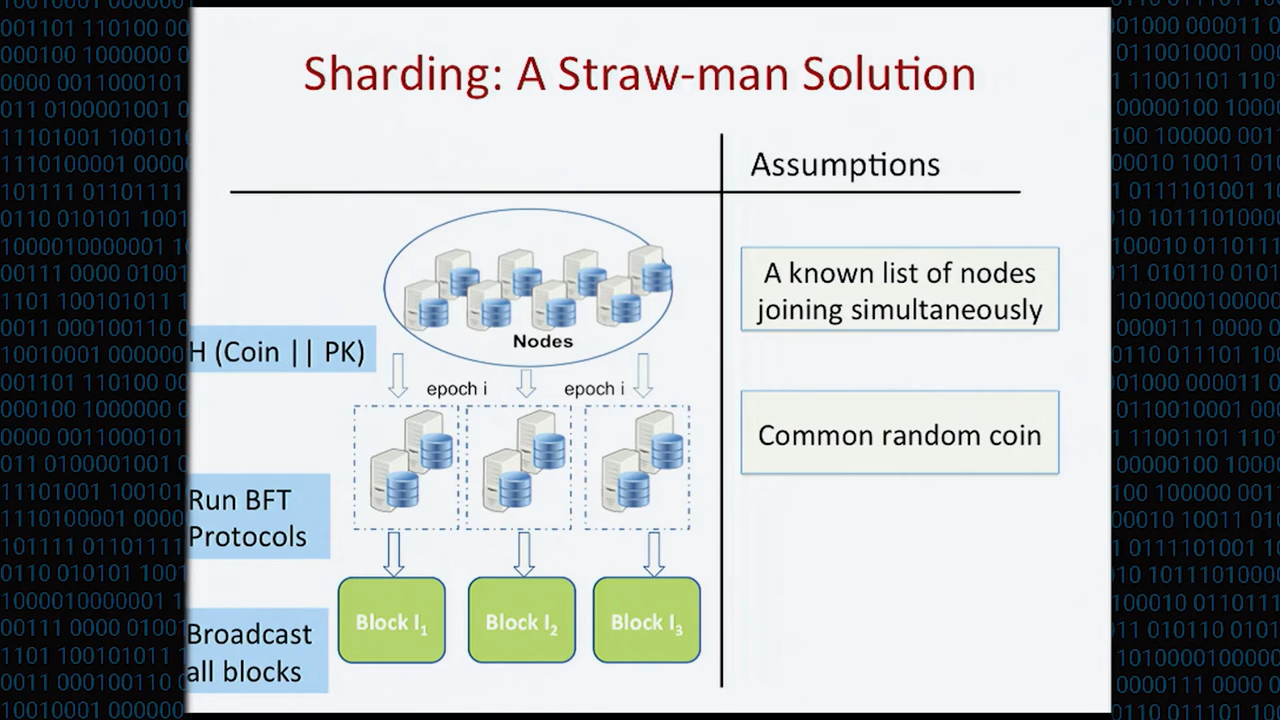 Sharding: A Straw-man Solution
Assumptions
A known list of nodes
joining simultaneously
Nodes
H (Coin || PK)
epoch i
epoch i
Common random coin
Run BFT
Protocols
Block I1
Block I2
Block I3
Broadcast
all blocks